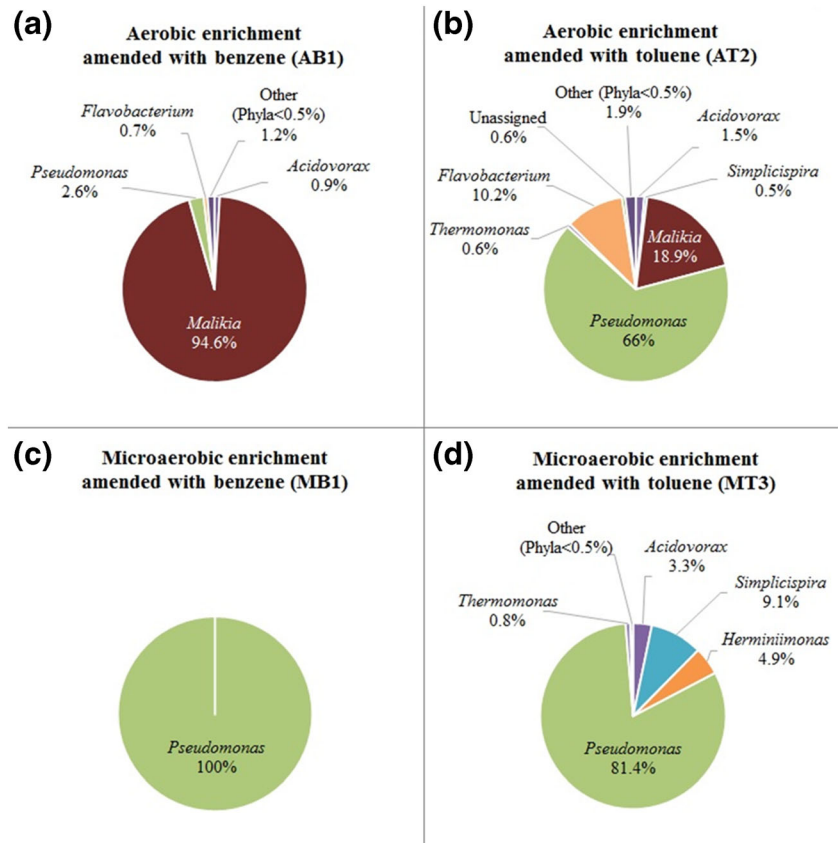 (a)
Aerobic enrichment
amended with benzene (AB1)
Flavobacterium
0.7%
Other
(Phyla<0.5%)
1.2%
Pseudomonas
2.6%
Acidovorax
0.9%
Malikia
94.6%
(b)
Aerobic enrichment
amended with toluene (AT2)
Other (Phyla<0.5%)
1.9%
Unassigned
0.6%
Acidovorax
1.5%
Flavobacterium
10.2%
Simplicispira
0.5%
Thermomonas
0.6%
Malikia
18.9%
Pseudomonas
66%
(c)
Microaerobic enrichment
amended with benzene (MB1)
Pseudomonas
100%
(d)
Microaerobic enrichment
amended with toluene (MT3)
Other
(Phyla<0.5%)
Acidovorax
3.3%
Simplicispira
9.1%
Thermomonas
0.8%
Herminiimonas
4.9%
Pseudomonas
81.4%